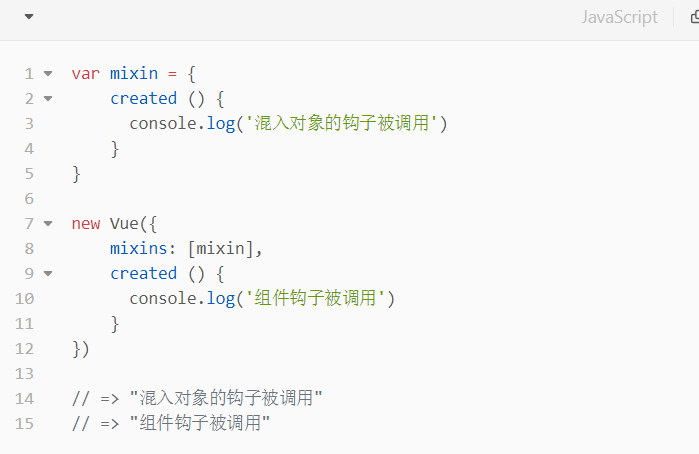 JavaScript
1 var mixin = {
2     created () {
3       console.log('混入对象的钩子被调用')
4     }
5 }
6
7 new Vue({
8     mixins: [mixin],
9     created () {
10       console.log('组件钩子被调用')
11     }
12 })
13
14 // => "混入对象的钩子被调用"
15 // => "组件钩子被调用"